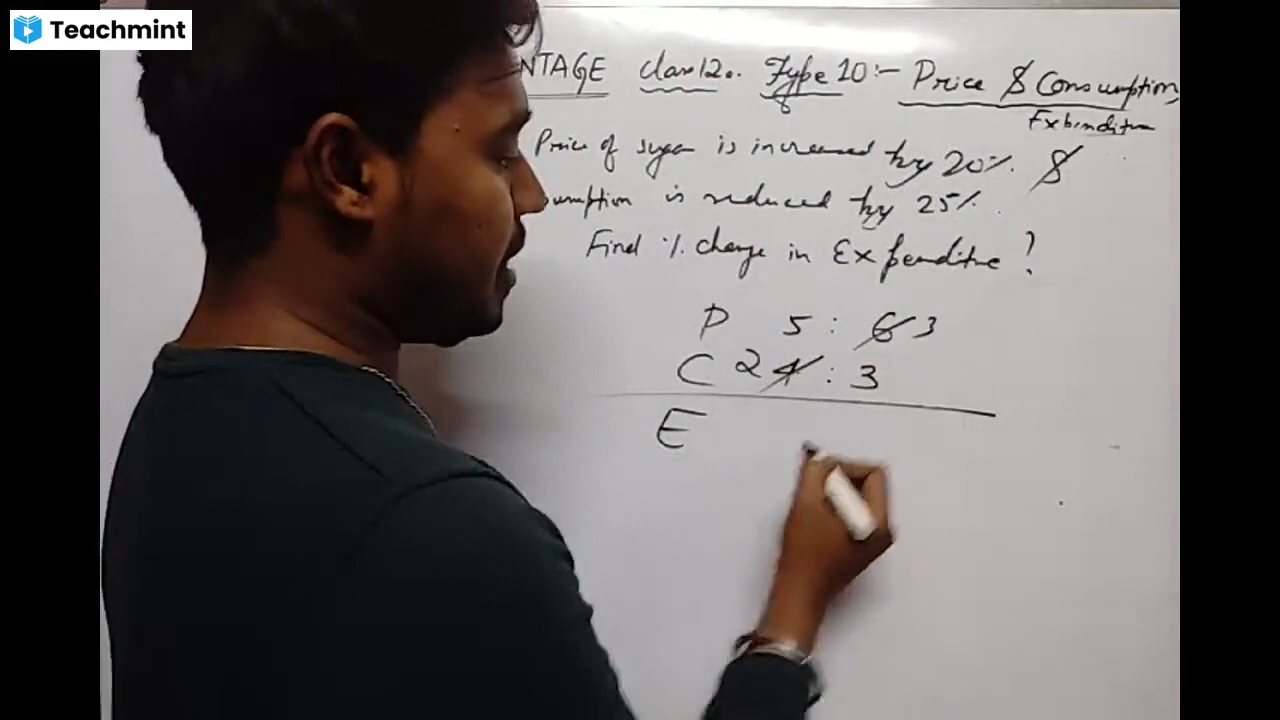 Teachmint
NTAGE Class 12. Type 10:- Price & Consumption
Expenditure
Price of sugar is increased by 20% &
umption is reduced by 25%.
Find % change in Expenditure ?
P 5 : 6 3
C 2 4 : 3
E